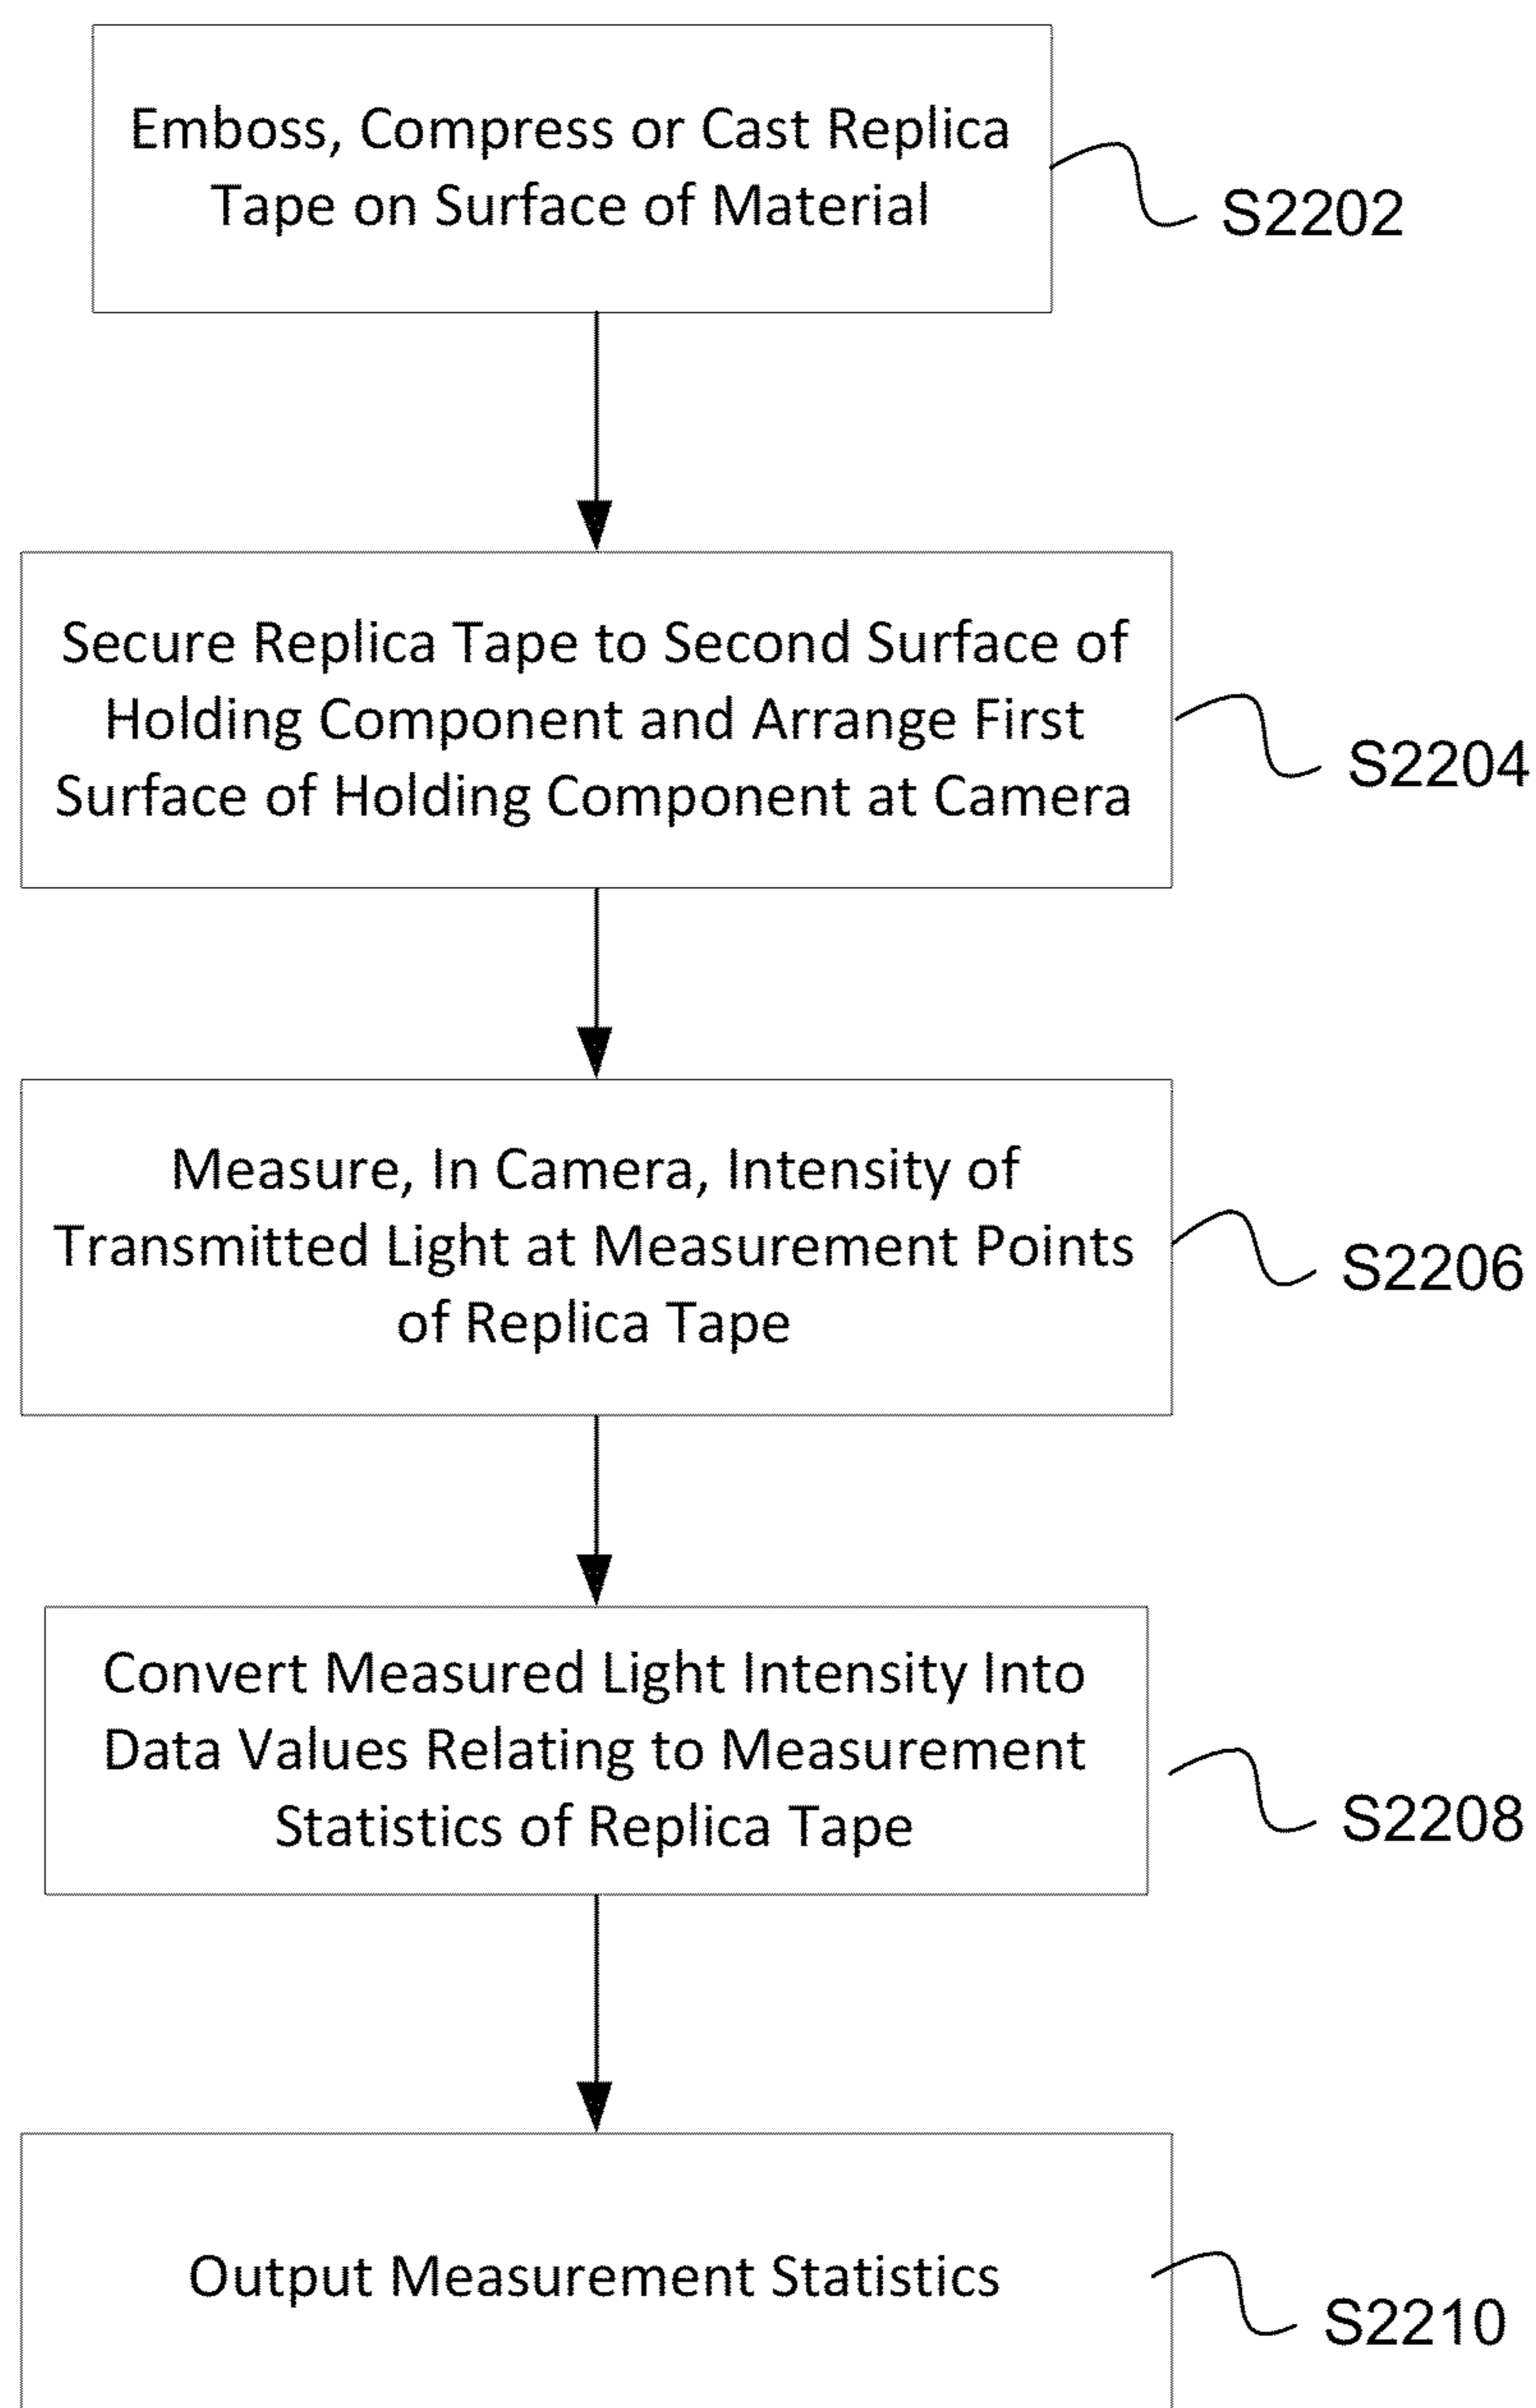 Emboss, Compress or Cast Replica
Tape on Surface of Material
S2202
Secure Replica Tape to Second Surface of
Holding Component and Arrange First
Surface of Holding Component at Camera
S2204
Measure, In Camera, Intensity of
Transmitted Light at Measurement Points
of Replica Tape
S2206
Convert Measured Light Intensity Into
Data Values Relating to Measurement
Statistics of Replica Tape
S2208
Output Measurement Statistics
S2210